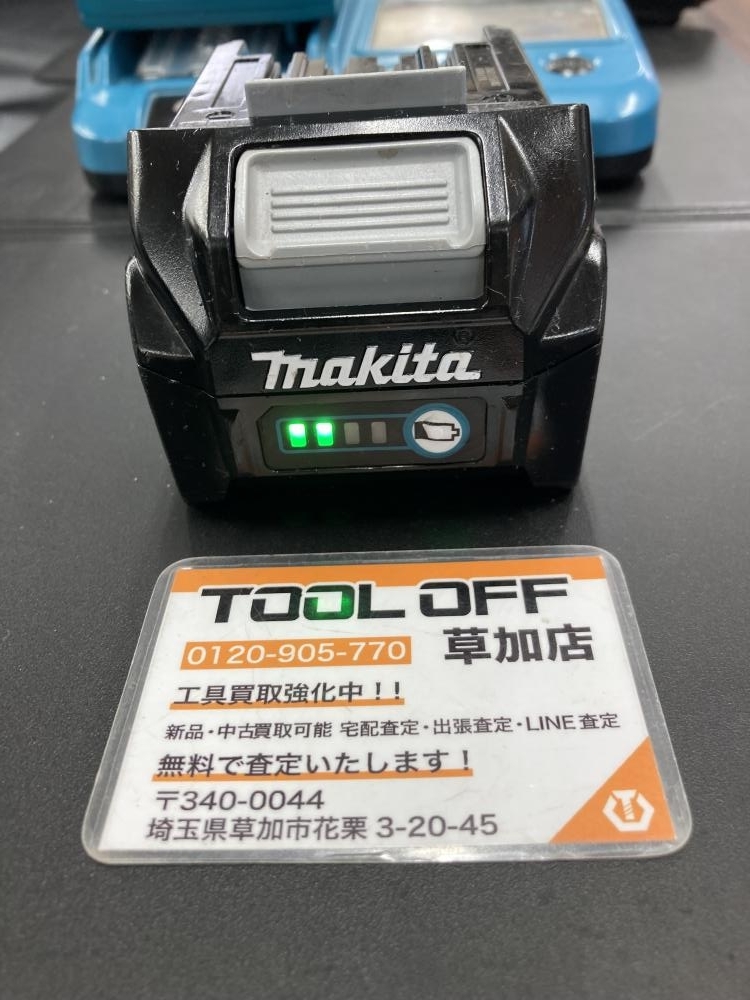 makita
TOOL OFF
0120-905-770 草加店
工具買取強化中！！
新品・中古買取可能 宅配査定・出張査定・LINE査定
無料で査定いたします！
〒340-0044
埼玉県草加市花栗 3-20-45